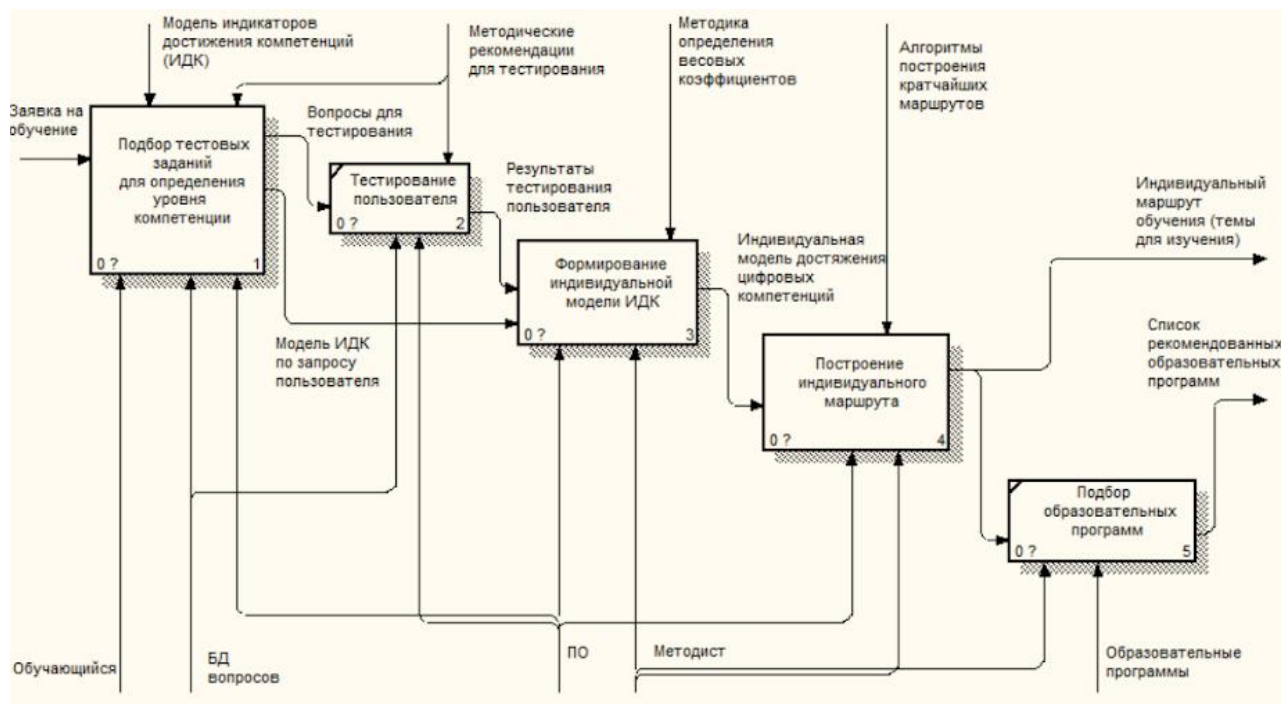 Модель индикаторов
достижения компетенций
(ИДК)
Методические
рекомендации
для тестирования
Методика
определения
весовых
коэффициентов
Алгоритмы
построения
кратчайших
маршрутов
Заявка на
обучение
Подбор тестовых
заданий
для определения
уровня
компетенции
0 ? 1
Вопросы для
тестирования
Тестирование
пользователя
0 ? 2
Результаты
тестирования
пользователя
Формирование
индивидуальной
модели ИДК
0 ? 3
Модель ИДК
по запросу
пользователя
Индивидуальная
модель достяжения
цифровых
компетенций
Построение
индивидуального
маршрута
0 ? 4
Индивидуальный
маршрут
обучения (темы
для изучения)
Список
рекомендованных
образовательных
программ
Подбор
образовательных
программ
0 ? 5
Обучающийся
БД
вопросов
ПО
Методист
Образовательные
программы